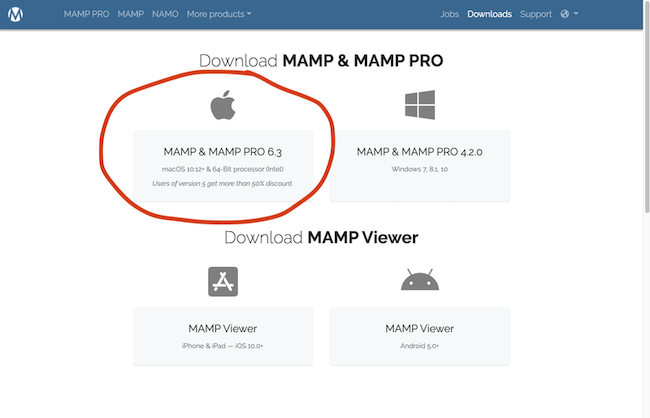 MAMP PRO MAMP NAMO More products Jobs Downloads Support
Download MAMP & MAMP PRO
MAMP & MAMP PRO 6.3
macOS 10.12+ & 64-Bit processor (Intel)
Users of version 5 get more than 50% discount.
MAMP & MAMP PRO 4.2.0
Windows 7, 8.1, 10
Download MAMP Viewer
MAMP Viewer
iPhone & iPad — iOS 10.0+
MAMP Viewer
Android 5.0+